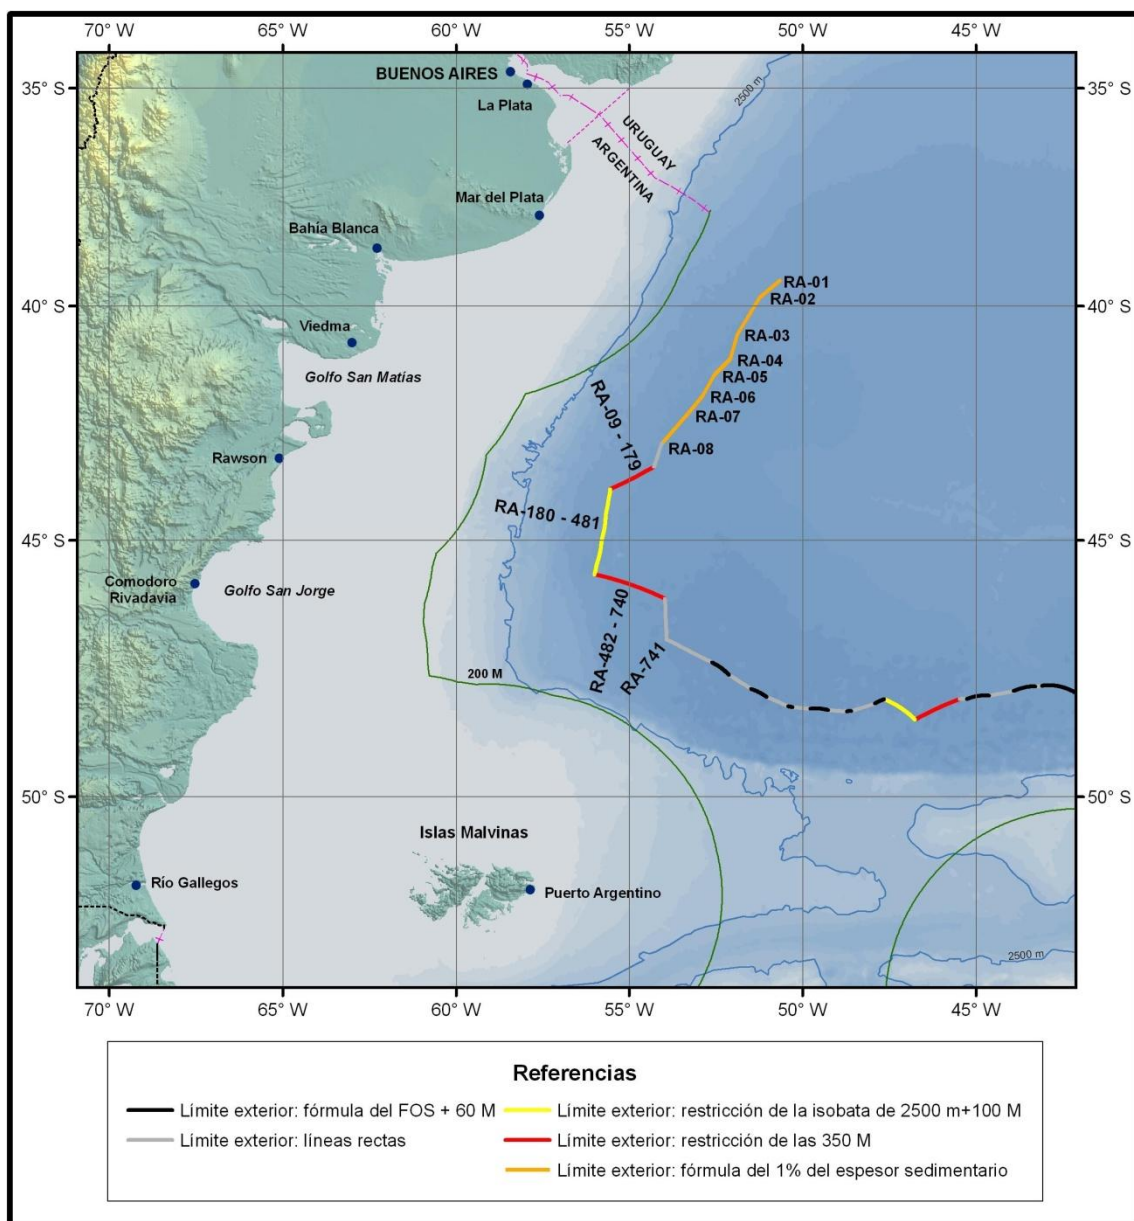 70° W 65° W 60° W 55° W 50° W 45° W
35° S
35° S
BUENOS AIRES
La Plata
2500 m
URUGUAY
ARGENTINA
Mar del Plata
Bahía Blanca
RA-01
RA-02
40° S
40° S
Viedma
RA-03
RA-04
Golfo San Matías
RA-05
RA-06
RA-07
RA-09 - 179
RA-08
Rawson
RA-180 - 481
45° S
45° S
Comodoro
Rivadavia
Golfo San Jorge
RA-482 - 740
RA-741
200 M
50° S
50° S
Islas Malvinas
Río Gallegos
Puerto Argentino
2500 m
70° W 65° W 60° W 55° W 50° W 45° W
Referencias
Límite exterior: fórmula del FOS + 60 M
Límite exterior: líneas rectas
Límite exterior: restricción de la isobata de 2500 m+100 M
Límite exterior: restricción de las 350 M
Límite exterior: fórmula del 1% del espesor sedimentario